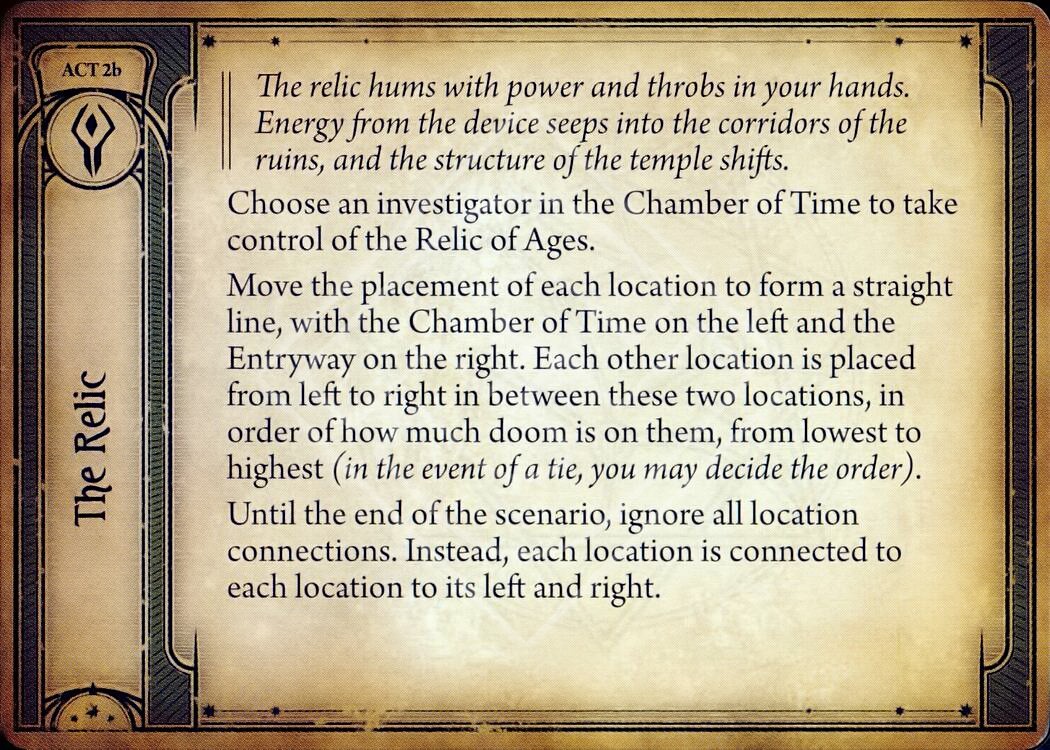 ACT 2b
The Relic
The relic hums with power and throbs in your hands.
Energy from the device seeps into the corridors of the
ruins, and the structure of the temple shifts.
Choose an investigator in the Chamber of Time to take
control of the Relic of Ages.
Move the placement of each location to form a straight
line, with the Chamber of Time on the left and the
Entryway on the right. Each other location is placed
from left to right in between these two locations, in
order of how much doom is on them, from lowest to
highest (in the event of a tie, you may decide the order).
Until the end of the scenario, ignore all location
connections. Instead, each location is connected to
each location to its left and right.